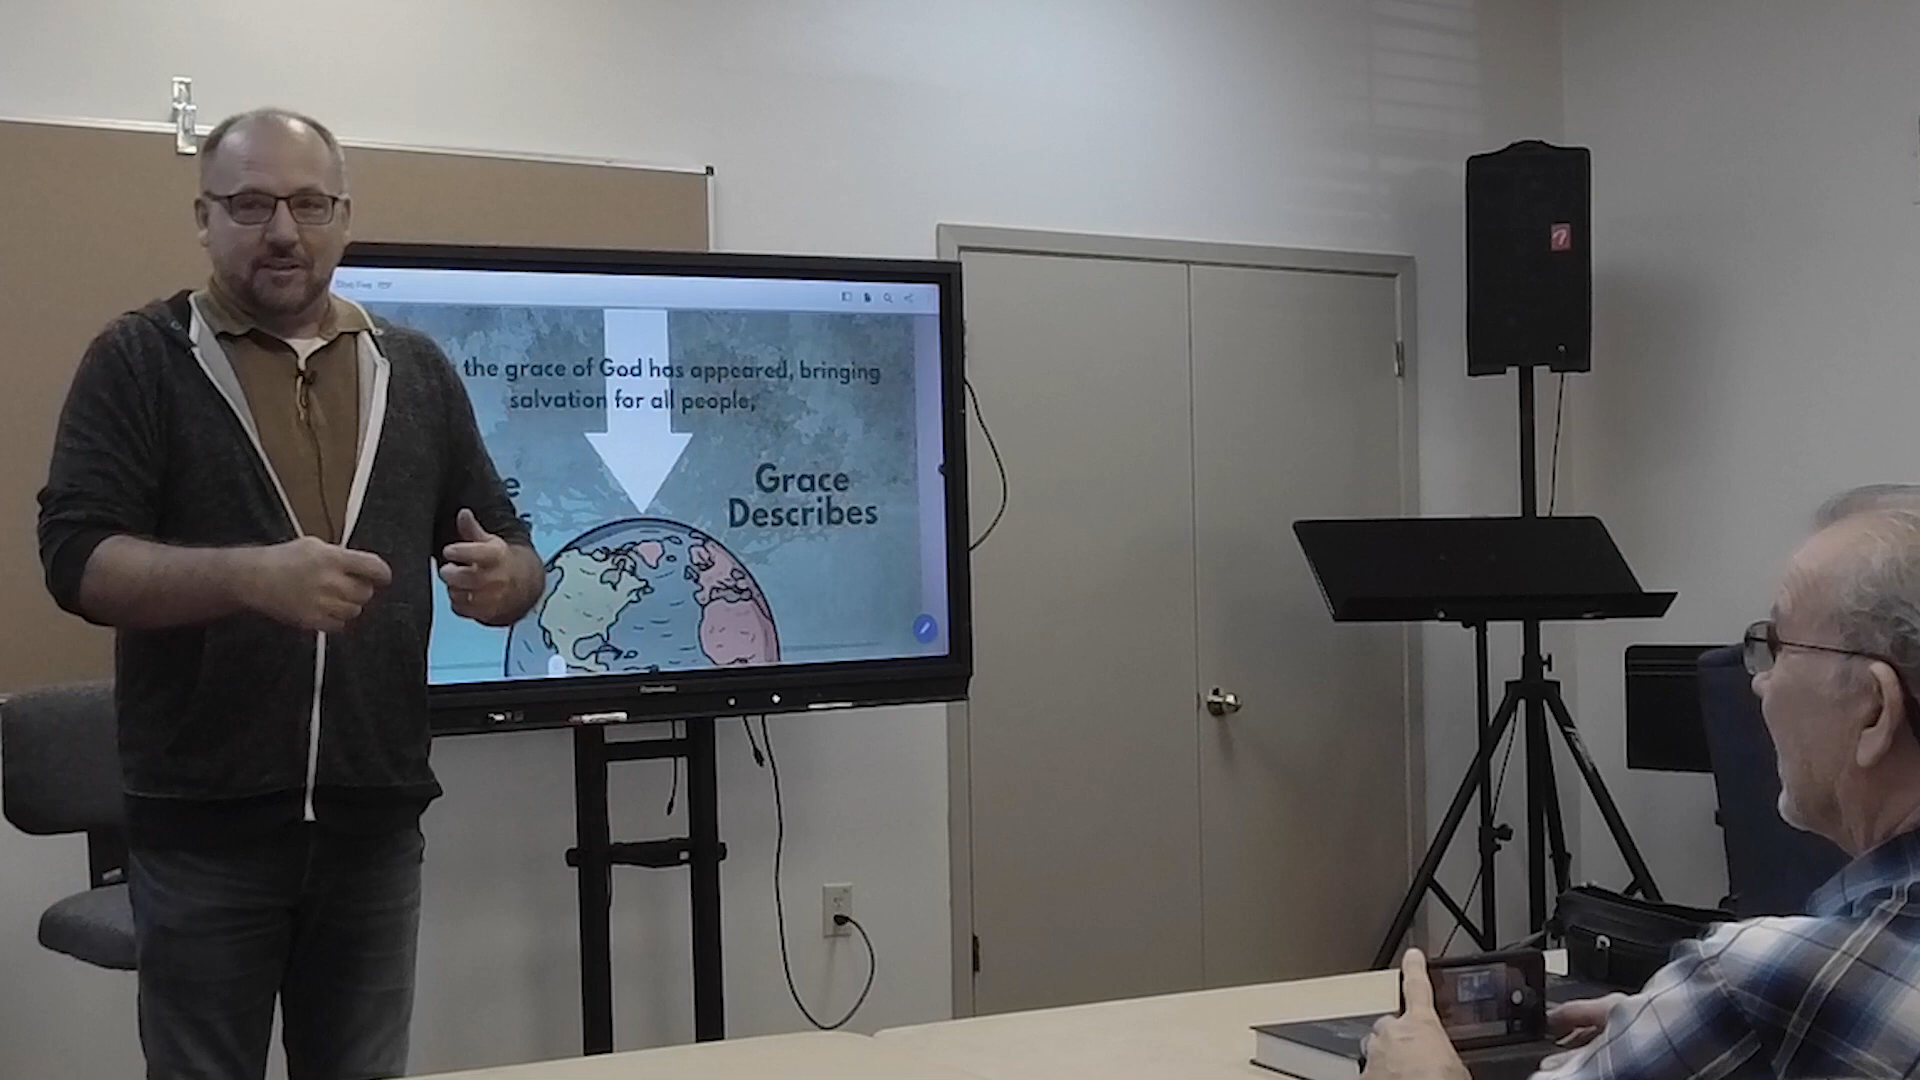 the grace of God has appeared, bringing
salvation for all people,
Grace
Describes